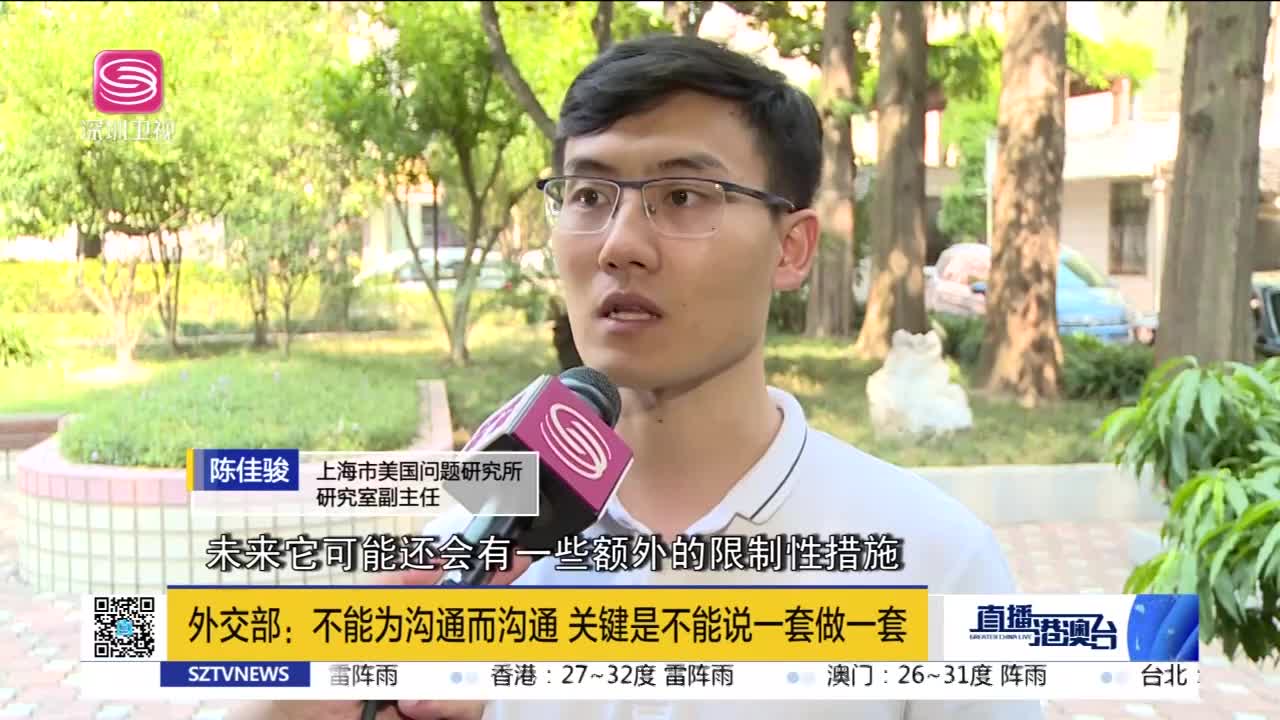 深圳卫视
陈佳骏
上海市美国问题研究所
研究室副主任
未来它可能还会有一些额外的限制性措施
外交部：不能为沟通而沟通 关键是不能说一套做一套
直播港澳台
GREATER CHINA LIVE
SZTVNEWS
雷阵雨 香港：27~32度 雷阵雨 澳门：26~31度 阵雨 台北：